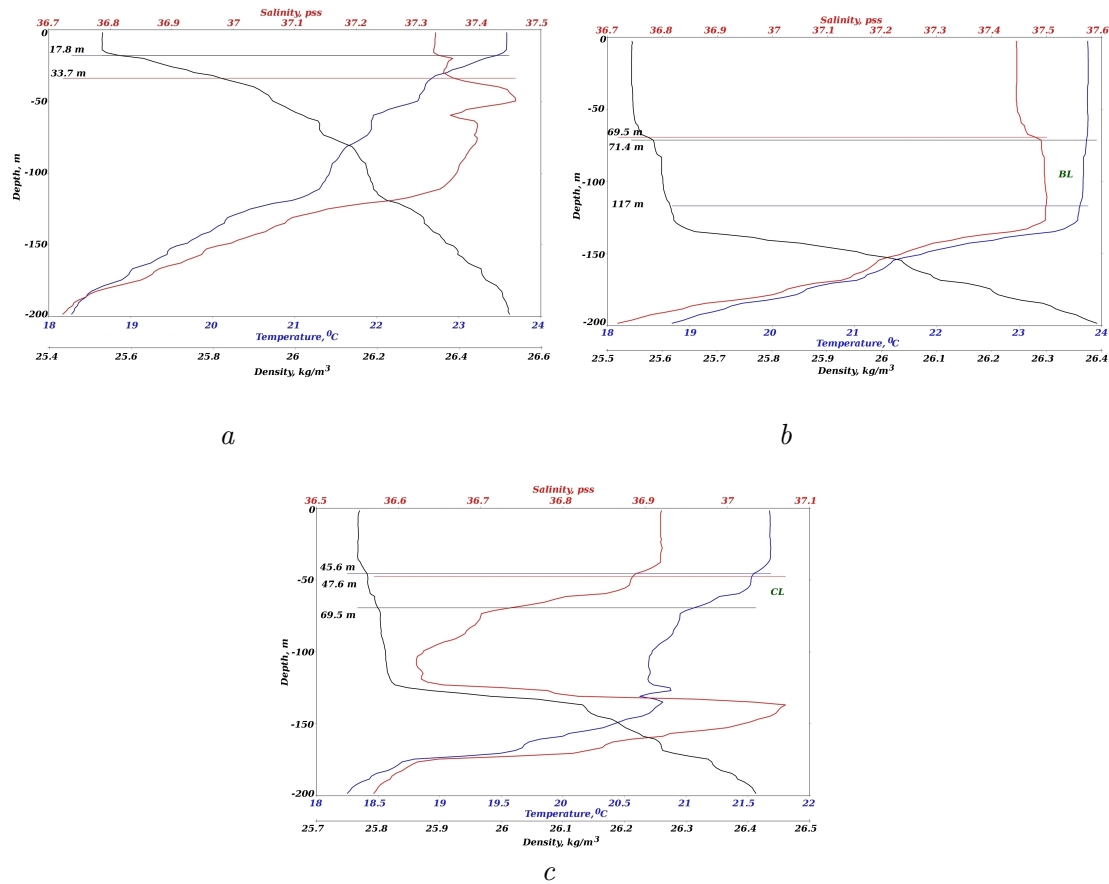 Salinity, pss
36.7 36.8 36.9 37 37.1 37.2 37.3 37.4 37.5
0
17.8 m
33.7 m
-50
-100
-150
-200
Depth, m
18 19 20 21 22 23 24
Temperature, ⁰C
25.4 25.6 25.8 26 26.2 26.4 26.6
Density, kg/m³
a
Salinity, pss
36.7 36.8 36.9 37 37.1 37.2 37.3 37.4 37.5 37.6
0
-50
69.5 m
71.4 m
BL
-100
117 m
-150
-200
Depth, m
18 19 20 21 22 23 24
Temperature, ⁰C
25.5 25.6 25.7 25.8 25.9 26 26.1 26.2 26.3 26.4
Density, kg/m³
b
Salinity, pss
36.5 36.6 36.7 36.8 36.9 37 37.1
0
45.6 m
-50
47.6 m
CL
69.5 m
-100
-150
-200
Depth, m
18 18.5 19 19.5 20 20.5 21 21.5 22
Temperature,⁰C
25.7 25.8 25.9 26 26.1 26.2 26.3 26.4 26.5
Density, kg/m³
c